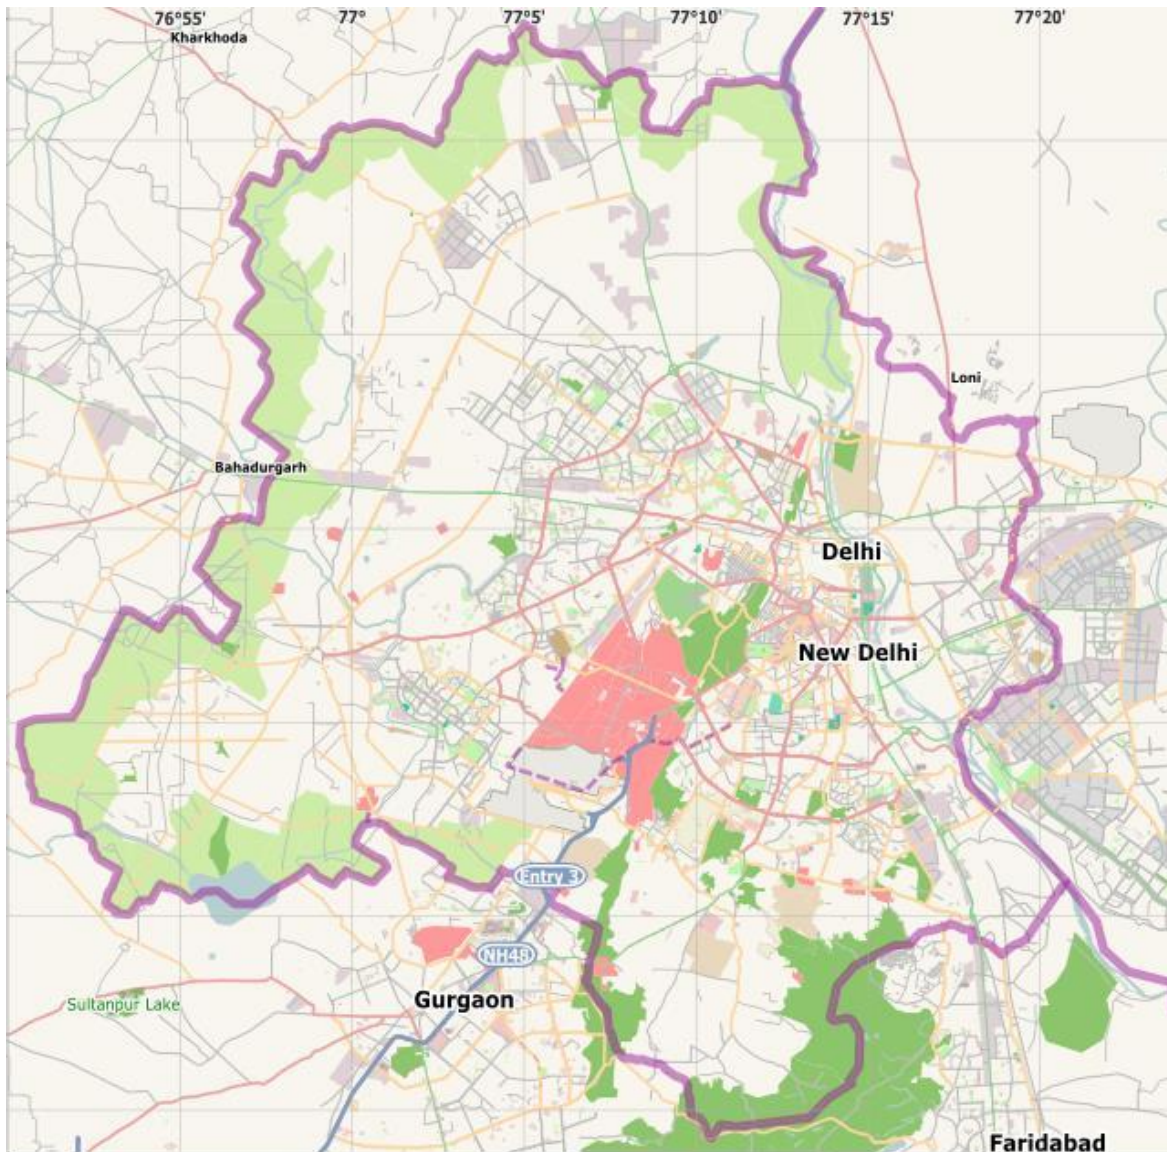 76°55' 77° 77°5' 77°10' 77°15' 77°20'
Kharkhoda
Loni
Bahadurgarh
Delhi
New Delhi
Entry 3
NH48
Gurgaon
Sultanpur Lake
Faridabad